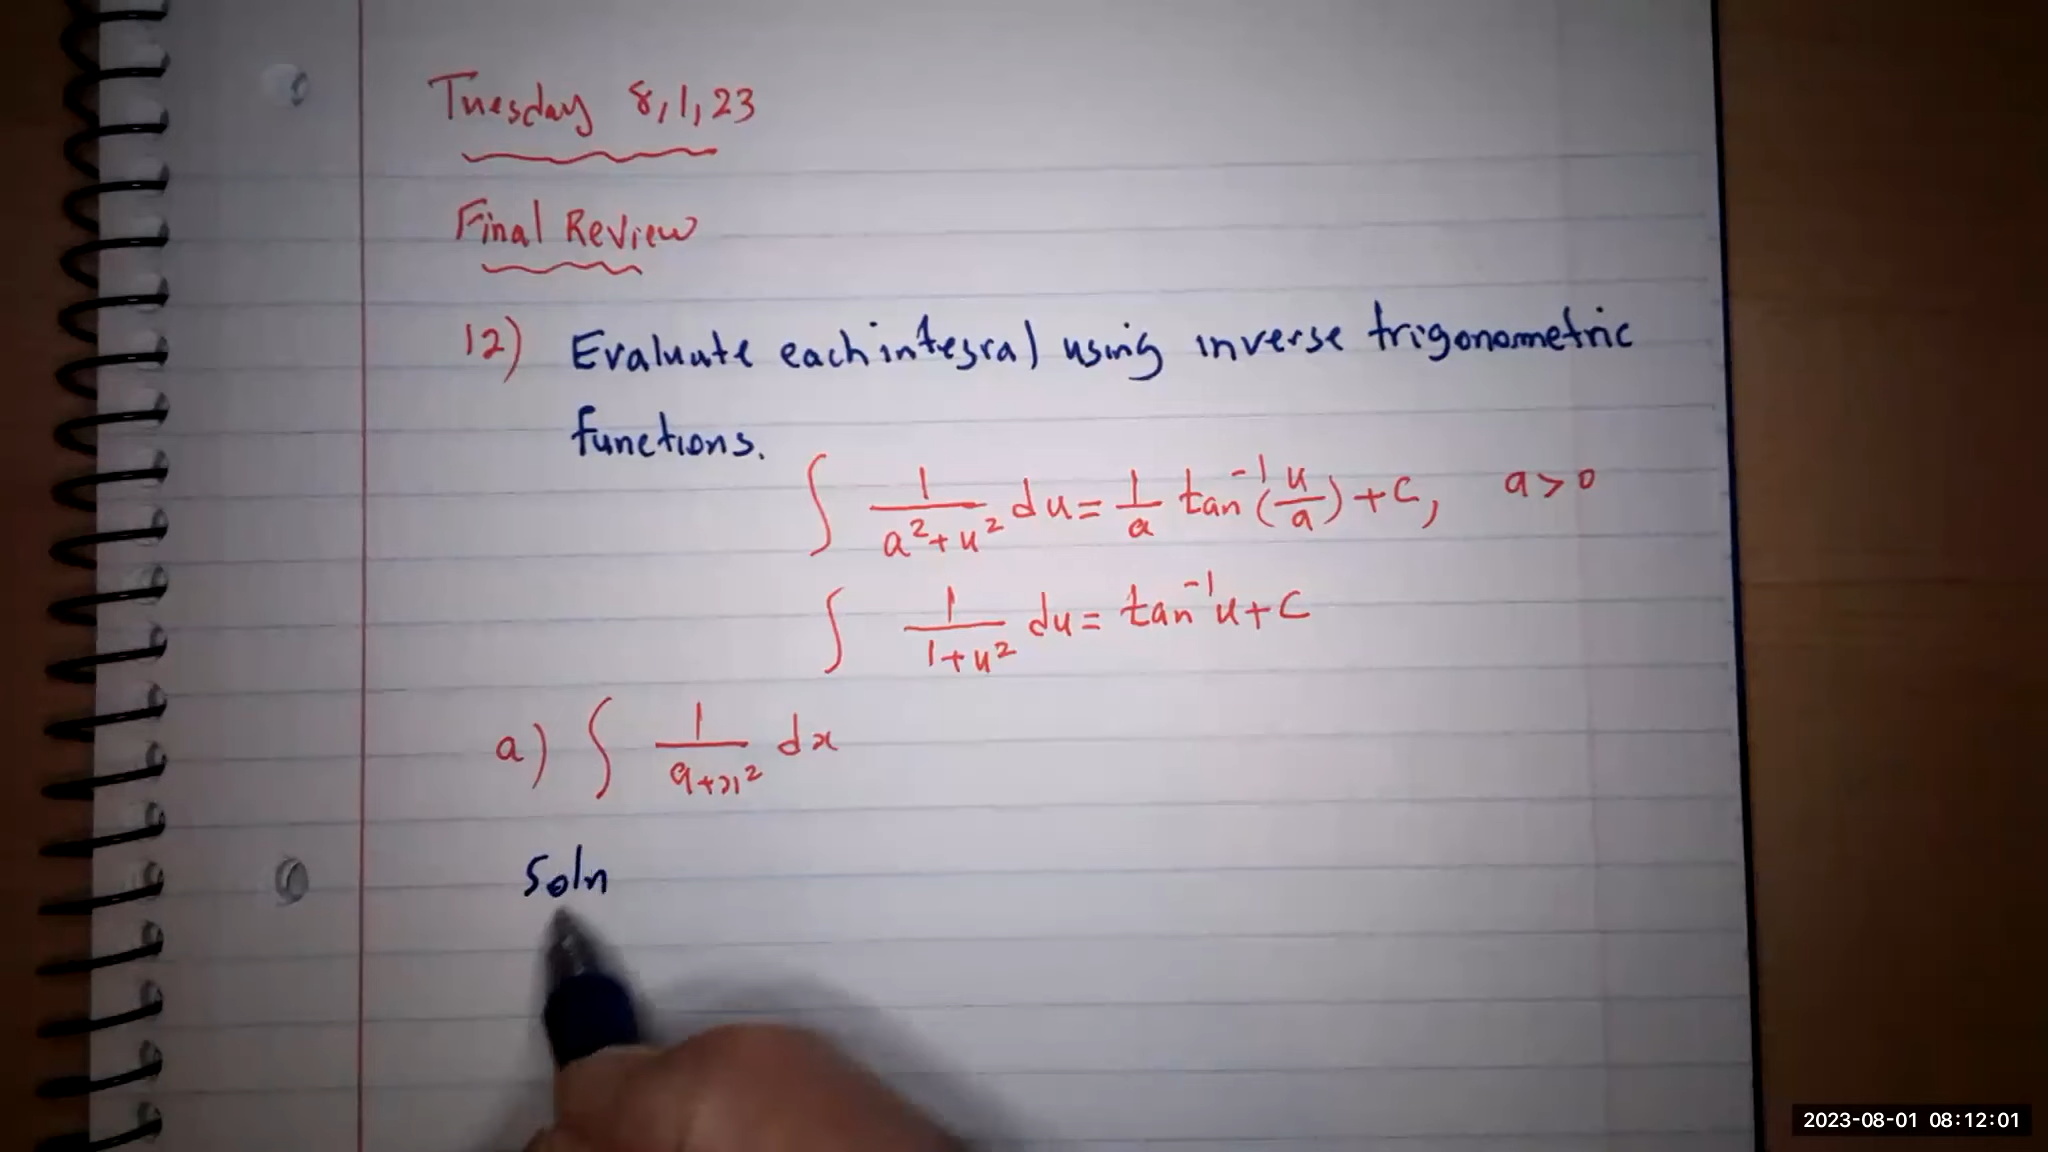 Tuesday 8,1,23
Final Review
12) Evaluate each integral using inverse trigonometric
functions.
∫ 1/(a²+u²) du = 1/a tan⁻¹(u/a) + C, a > 0
∫ 1/(1+u²) du = tan⁻¹u + C
a) ∫ 1/(9+x²) dx
Soln
2023-08-01 08:12:01